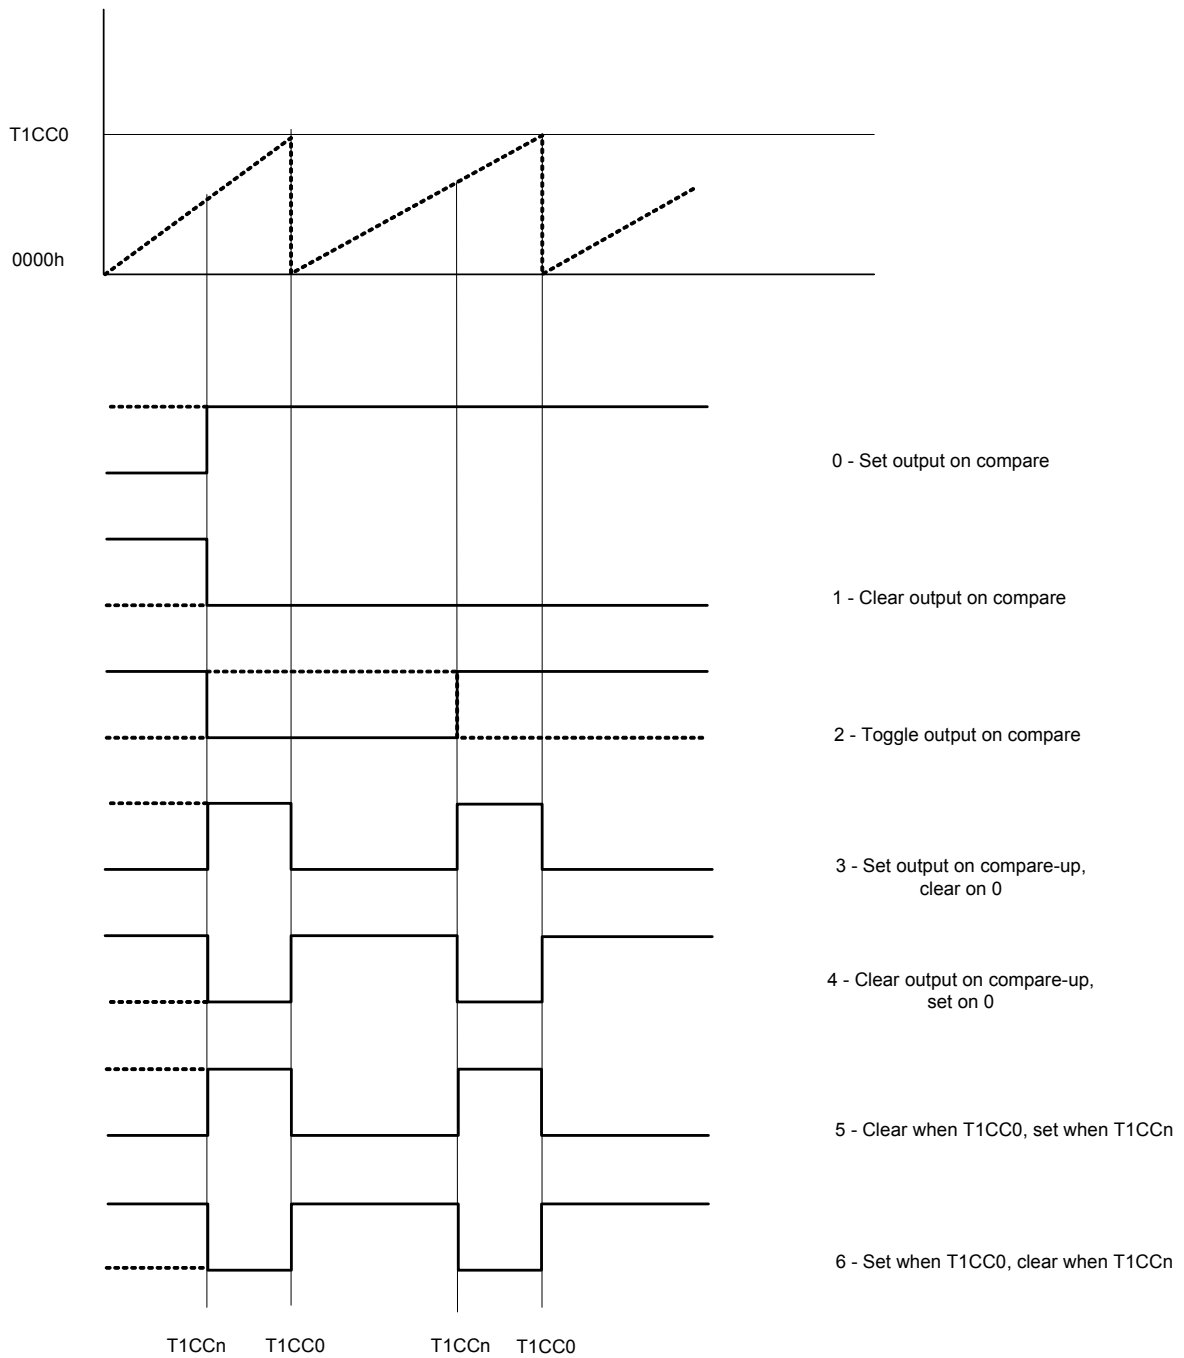 T1CC0
0000h
0 - Set output on compare
1 - Clear output on compare
2 - Toggle output on compare
3 - Set output on compare-up,
clear on 0
4 - Clear output on compare-up,
set on 0
5 - Clear when T1CC0, set when T1CCn
6 - Set when T1CC0, clear when T1CCn
T1CCn T1CC0 T1CCn T1CC0